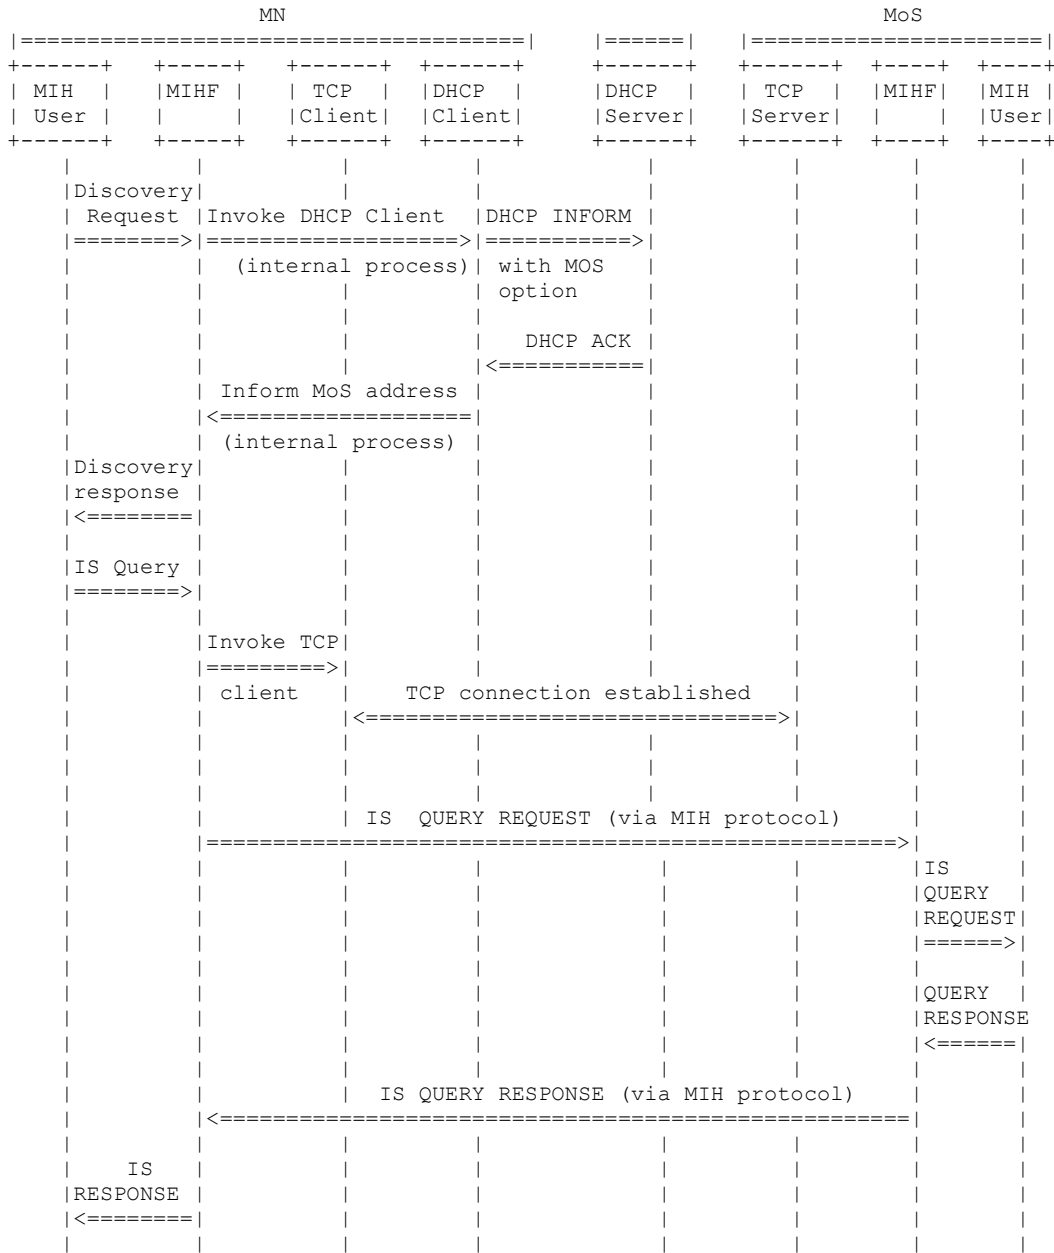 MN MoS
|======================================| |======| |======================|
+------+ +-----+ +------+ +------+ +------+ +------+ +----+ +----+
| MIH | |MIHF | | TCP | |DHCP | |DHCP | | TCP | |MIHF| |MIH |
| User | | | |Client| |Client| |Server| |Server| | | |User|
+------+ +-----+ +------+ +------+ +------+ +------+ +----+ +----+
|Discovery|
| Request |Invoke DHCP Client |DHCP INFORM |
|========>|===================>|===========>|
(internal process)| with MOS
option
DHCP ACK |
|<===========|
Inform MoS address
|<===================|
(internal process)
|Discovery|
|response |
|<========|
|IS Query |
|========>|
|Invoke TCP|
|=========>|
client TCP connection established
|<===============================>|
IS QUERY REQUEST (via MIH protocol)
|====================================================>|
|IS
|QUERY |
|REQUEST|
|======>|
|QUERY |
|RESPONSE
|<======|
IS QUERY RESPONSE (via MIH protocol)
|<====================================================|
IS
|RESPONSE |
|<========|